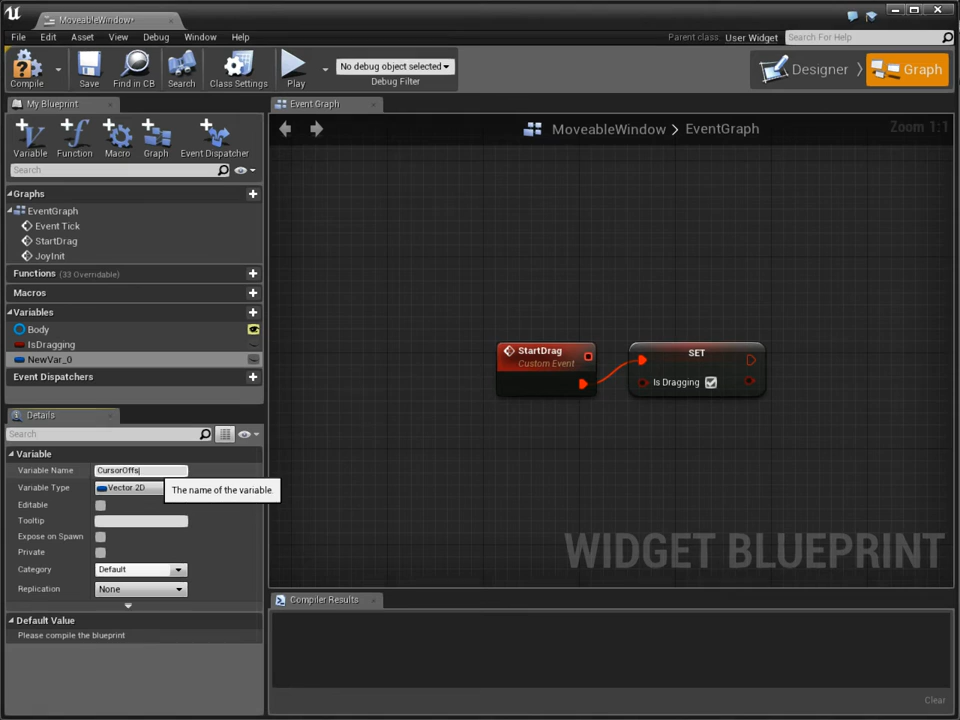 MoveableWindow*
File Edit Asset View Debug Window Help
Parent class: User Widget Search For Help
Compile Save Find in CB Search Class Settings Play
No debug object selected
Debug Filter
Designer Graph
My Blueprint
Event Graph
Variable Function Macro Graph Event Dispatcher
MoveableWindow > EventGraph
Zoom 1:1
Search
Graphs
EventGraph
Event Tick
StartDrag
JoyInit
Functions (33 Overridable)
Macros
Variables
Body
IsDragging
NewVar_0
Event Dispatchers
StartDrag
Custom Event
SET
Is Dragging
WIDGET BLUEPRINT
Details
Search
Variable
Variable Name CursorOffs
Variable Type Vector 2D
The name of the variable.
Editable
Tooltip
Expose on Spawn
Private
Category Default
Replication None
Default Value
Please compile the blueprint
Compiler Results
Clear